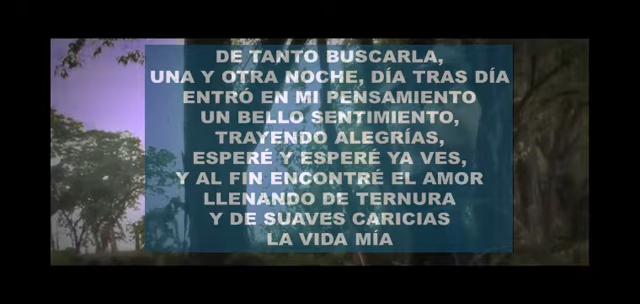 DE TANTO BUSCARLA,
UNA Y OTRA NOCHE, DÍA TRAS DÍA
ENTRÓ EN MI PENSAMIENTO
UN BELLO SENTIMIENTO,
TRAYENDO ALEGRÍAS,
ESPERÉ Y ESPERÉ YA VES,
Y AL FIN ENCONTRÉ EL AMOR
LLENANDO DE TERNURA
Y DE SUAVES CARICIAS
LA VIDA MÍA